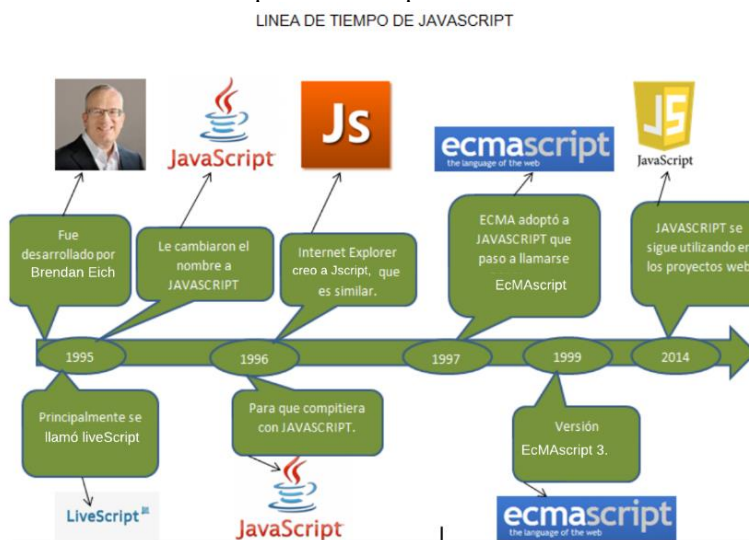 LINEA DE TIEMPO DE JAVASCRIPT
JavaScript
Js
ecmascript
the language of the web
JS
JavaScript
Fue
desarrollado por
Brendan Eich
Le cambiaron el
nombre a
JAVASCRIPT
Internet Explorer
creo a Jscript, que
es similar.
ECMA adoptó a
JAVASCRIPT que
paso a llamarse
EcMAscript
JAVASCRIPT se
sigue utilizando en
los proyectos web
1995
1996
1997
1999
2014
Principalmente se
llamó liveScript
Para que compitiera
con JAVASCRIPT.
Versión
EcMAscript 3.
LiveScript
JavaScript
ecmascript
the language of the web